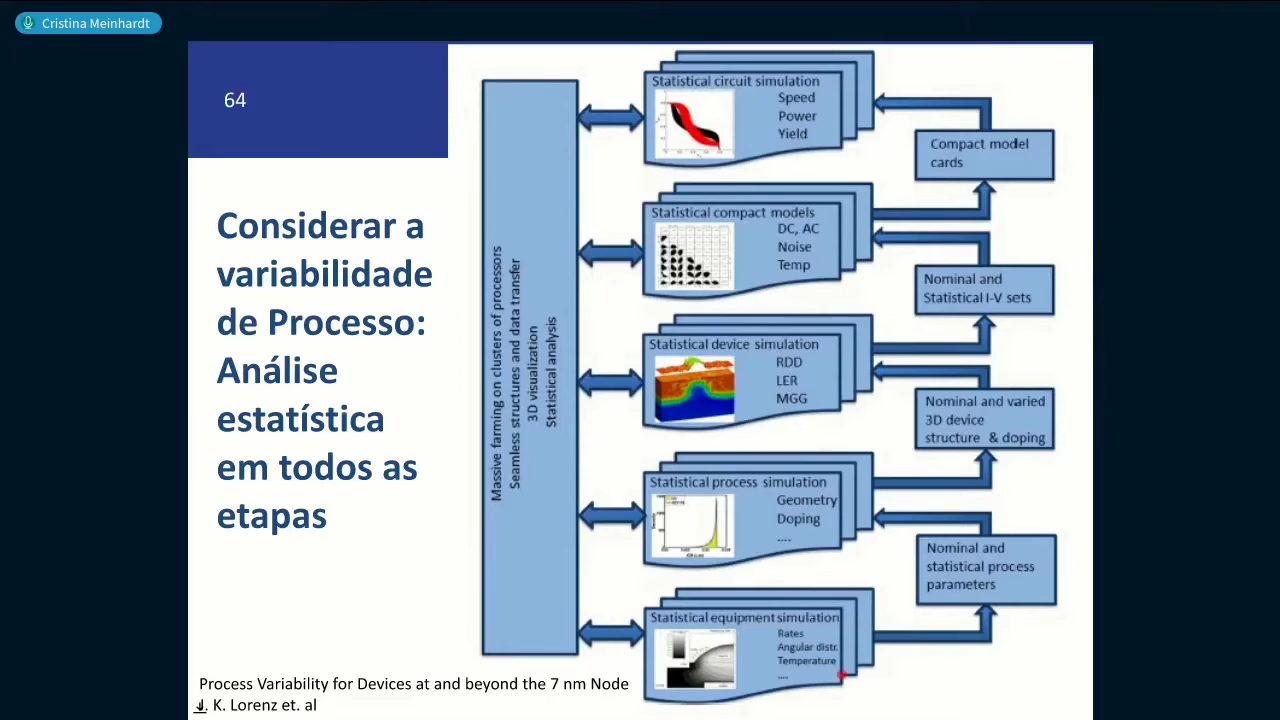 Cristina Meinhardt
64
Considerar a
variabilidade
de Processo:
Análise
estatística
em todos as
etapas
Massive farming on clusters of processors
Seamless structures and data transfer
3D visualization
Statistical analysis
Statistical circuit simulation
Speed
Power
Yield
Compact model
cards
Statistical compact models
DC, AC
Noise
Temp
Nominal and
Statistical I-V sets
Statistical device simulation
RDD
LER
MGG
Nominal and varied
3D device
structure & doping
Statistical process simulation
Geometry
Doping
....
Nominal and
statistical process
parameters
Statistical equipment simulation
Rates
Angular distr.
Temperature
....
Process Variability for Devices at and beyond the 7 nm Node
J. K. Lorenz et. al